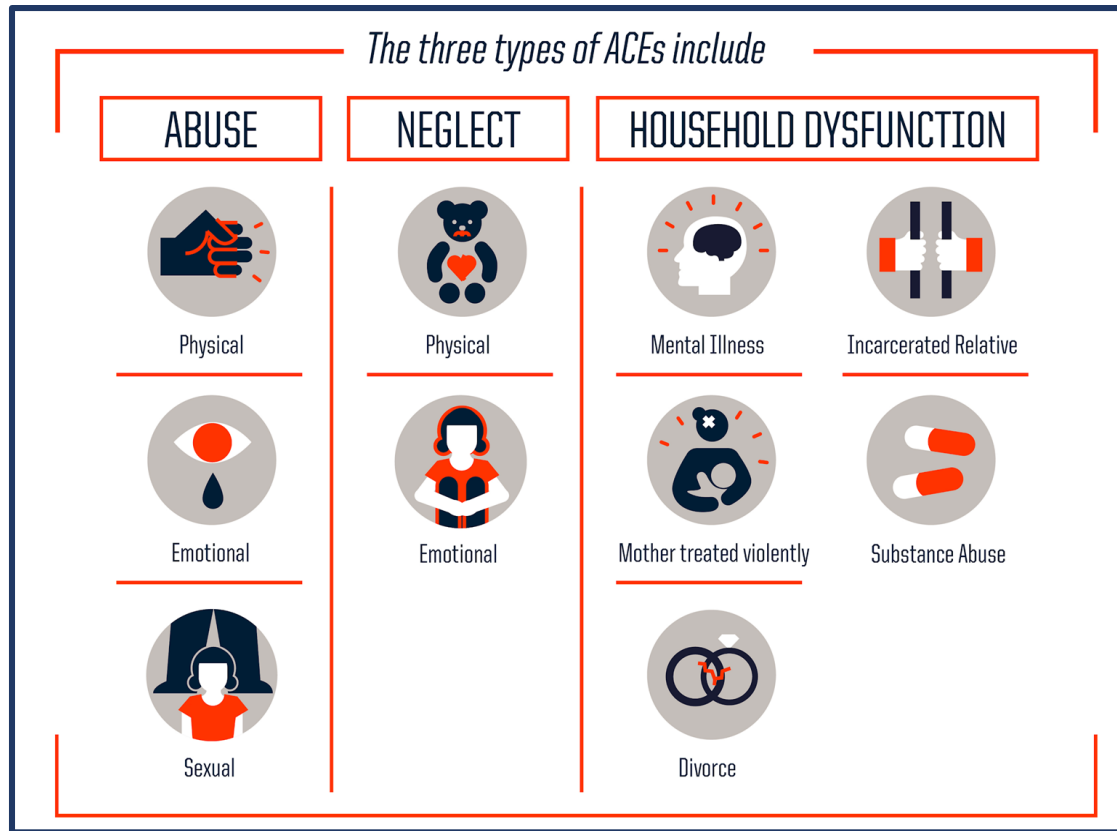 The three types of ACEs include
ABUSE
NEGLECT
HOUSEHOLD DYSFUNCTION
Physical
Physical
Mental Illness
Incarcerated Relative
Emotional
Emotional
Mother treated violently
Substance Abuse
Sexual
Divorce